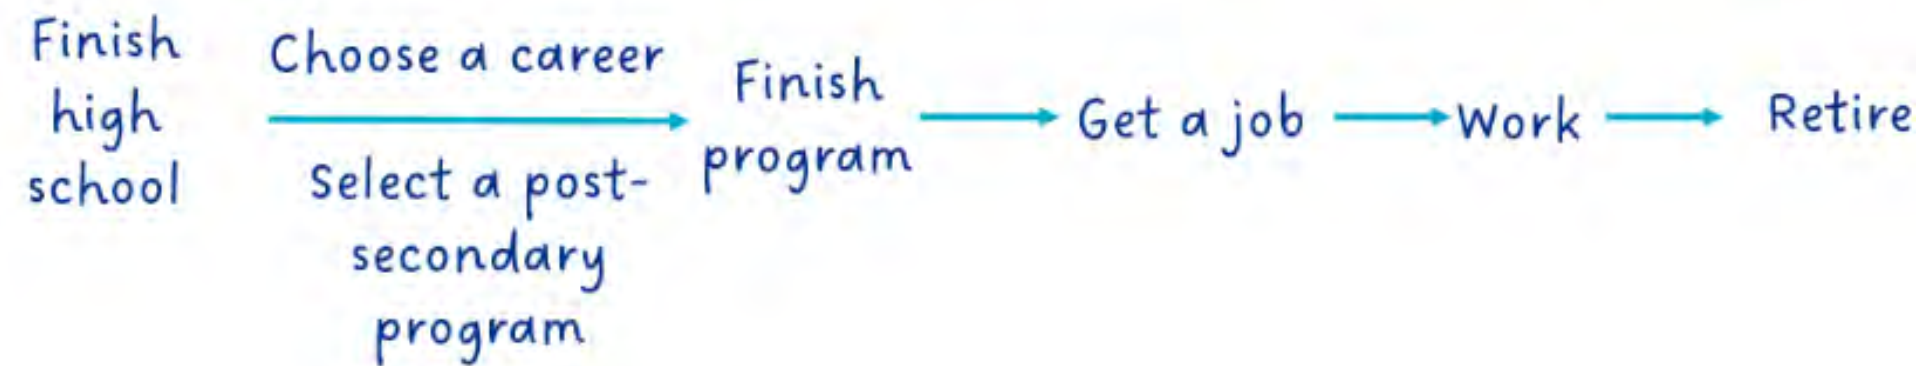 Finish
high
school
Choose a career
Select a post-
secondary
program
Finish
program
Get a job
Work
Retire